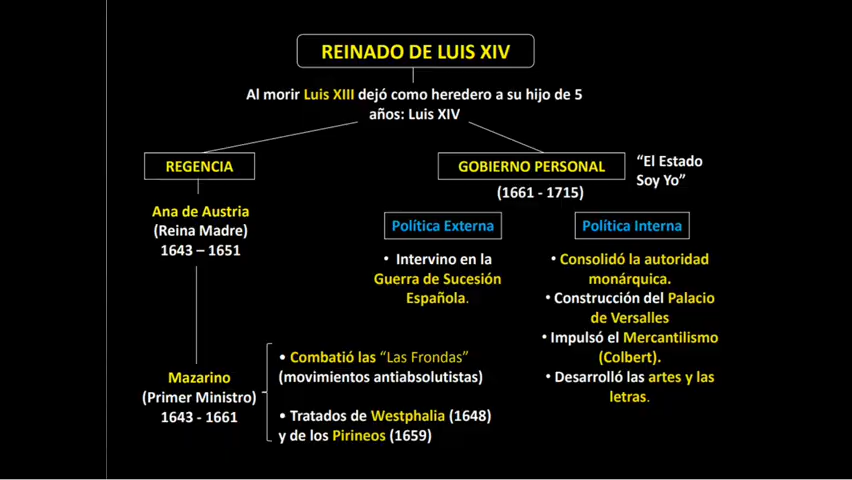 REINADO DE LUIS XIV
Al morir Luis XIII dejó como heredero a su hijo de 5
años: Luis XIV
REGENCIA
Ana de Austria
(Reina Madre)
1643 – 1651
Mazarino
(Primer Ministro)
1643 - 1661
• Combatió las "Las Frondas"
(movimientos antiabsolutistas)
• Tratados de Westphalia (1648)
y de los Pirineos (1659)
GOBIERNO PERSONAL
(1661 - 1715)
“El Estado
Soy Yo”
Política Externa
• Intervino en la
Guerra de Sucesión
Española.
Política Interna
• Consolidó la autoridad
monárquica.
• Construcción del Palacio
de Versalles
• Impulsó el Mercantilismo
(Colbert).
• Desarrolló las artes y las
letras.